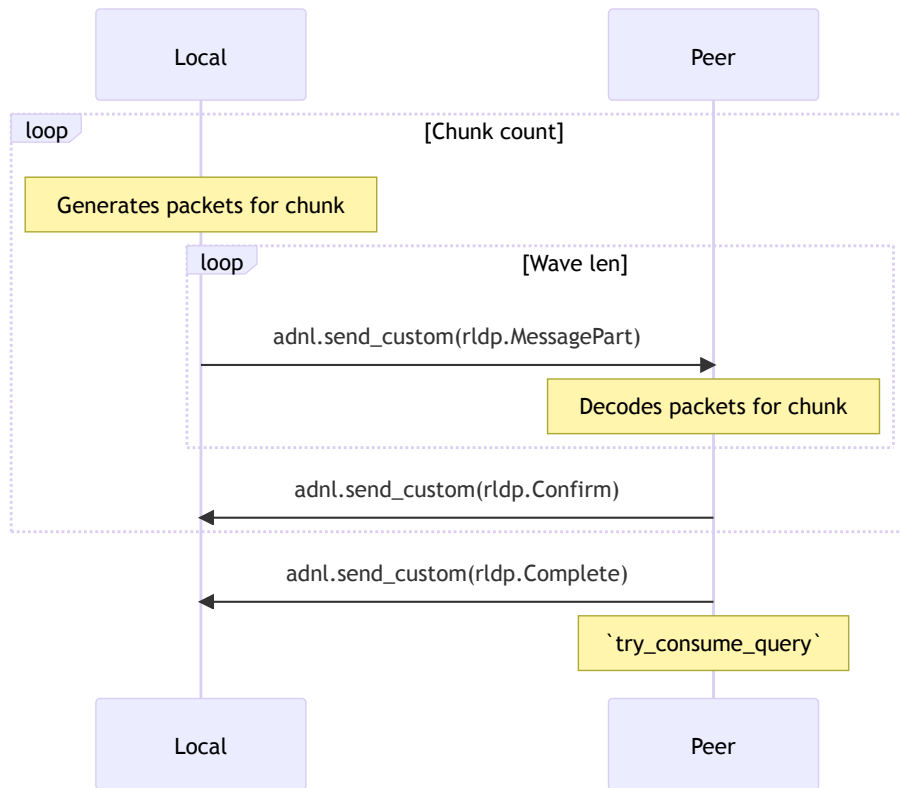 Local
Peer
loop
[Chunk count]
Generates packets for chunk
loop
[Wave len]
adnl.send_custom(rldp.MessagePart)
Decodes packets for chunk
adnl.send_custom(rldp.Confirm)
adnl.send_custom(rldp.Complete)
`try_consume_query`
Local
Peer